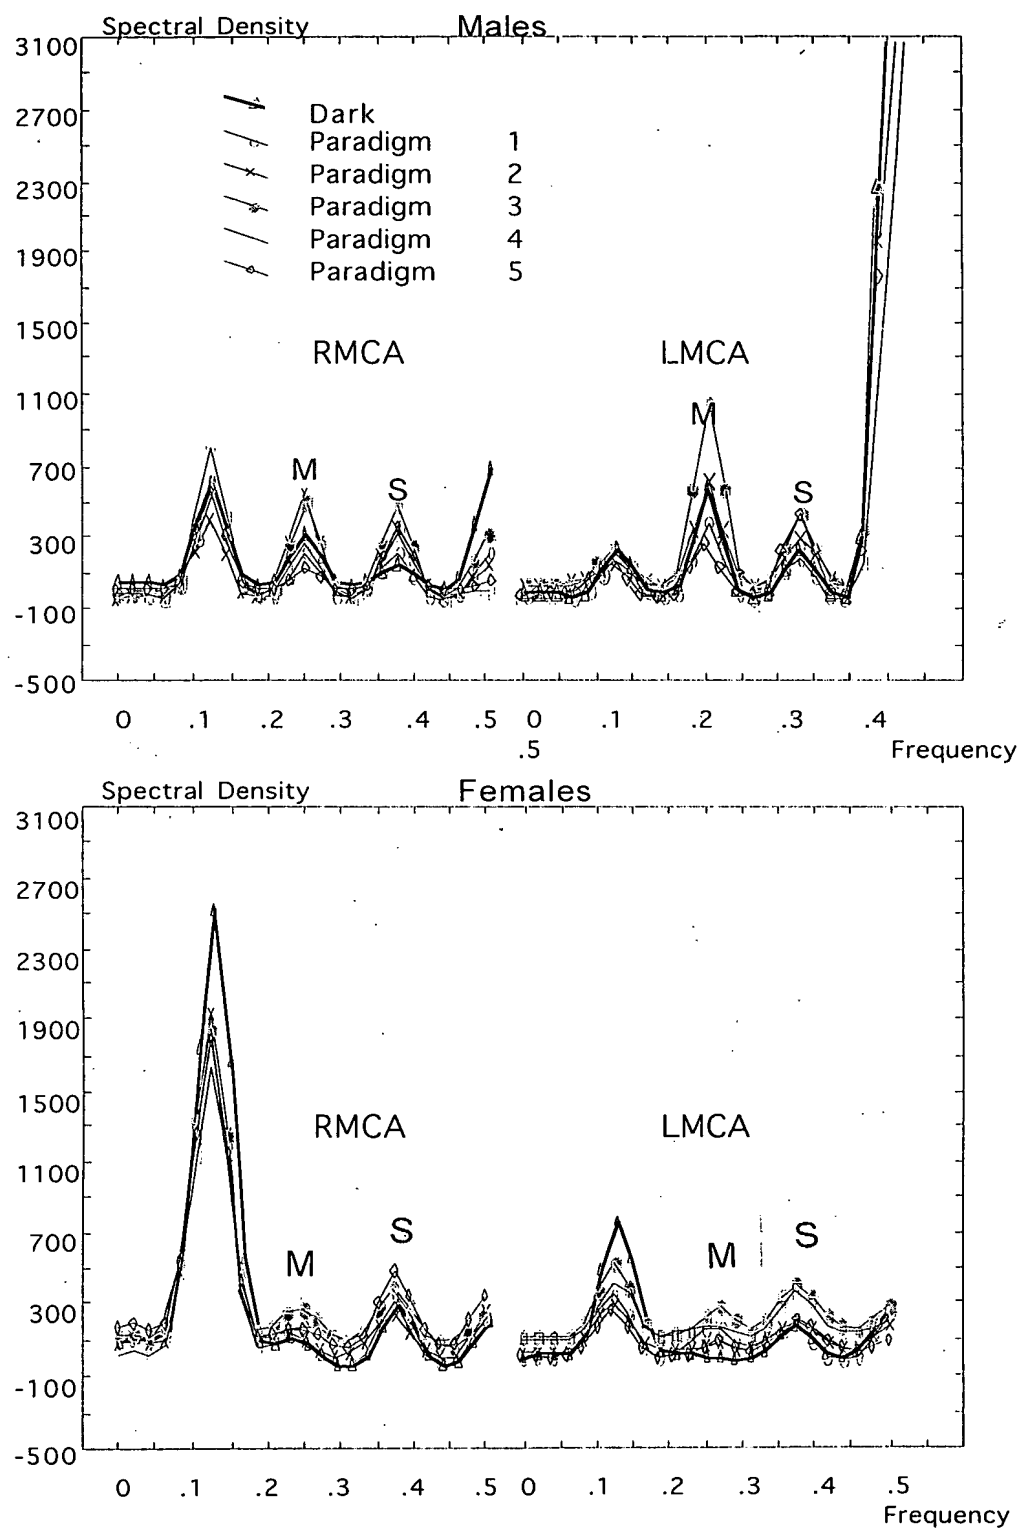 Spectral Density Males
3100
2700
2300
1900
1500
1100
700
300
-100
-500
Dark
Paradigm 1
Paradigm 2
Paradigm 3
Paradigm 4
Paradigm 5
RMCA LMCA
M S M S
0 .1 .2 .3 .4 .5 0 .1 .2 .3 .4
.5 Frequency
Spectral Density Females
3100
2700
2300
1900
1500
1100
700
300
-100
-500
RMCA LMCA
M S M S
0 .1 .2 .3 .4 .5 0 .1 .2 .3 .4 .5
Frequency